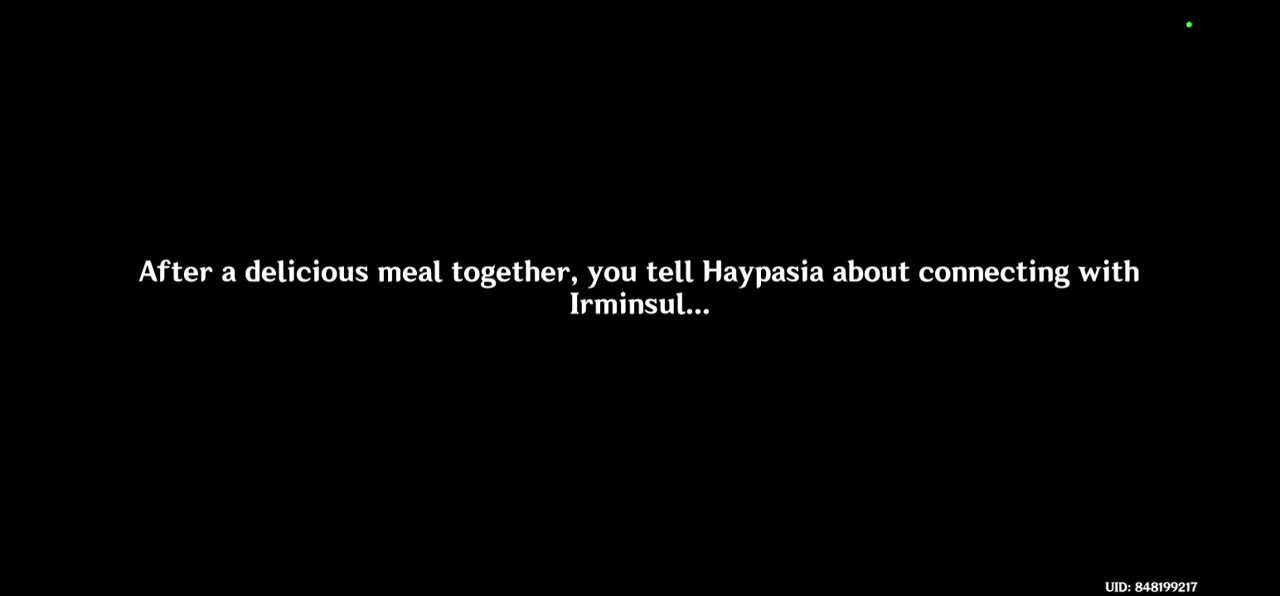 After a delicious meal together, you tell Haypasia about connecting with
Irminsul...
UID: 848199217